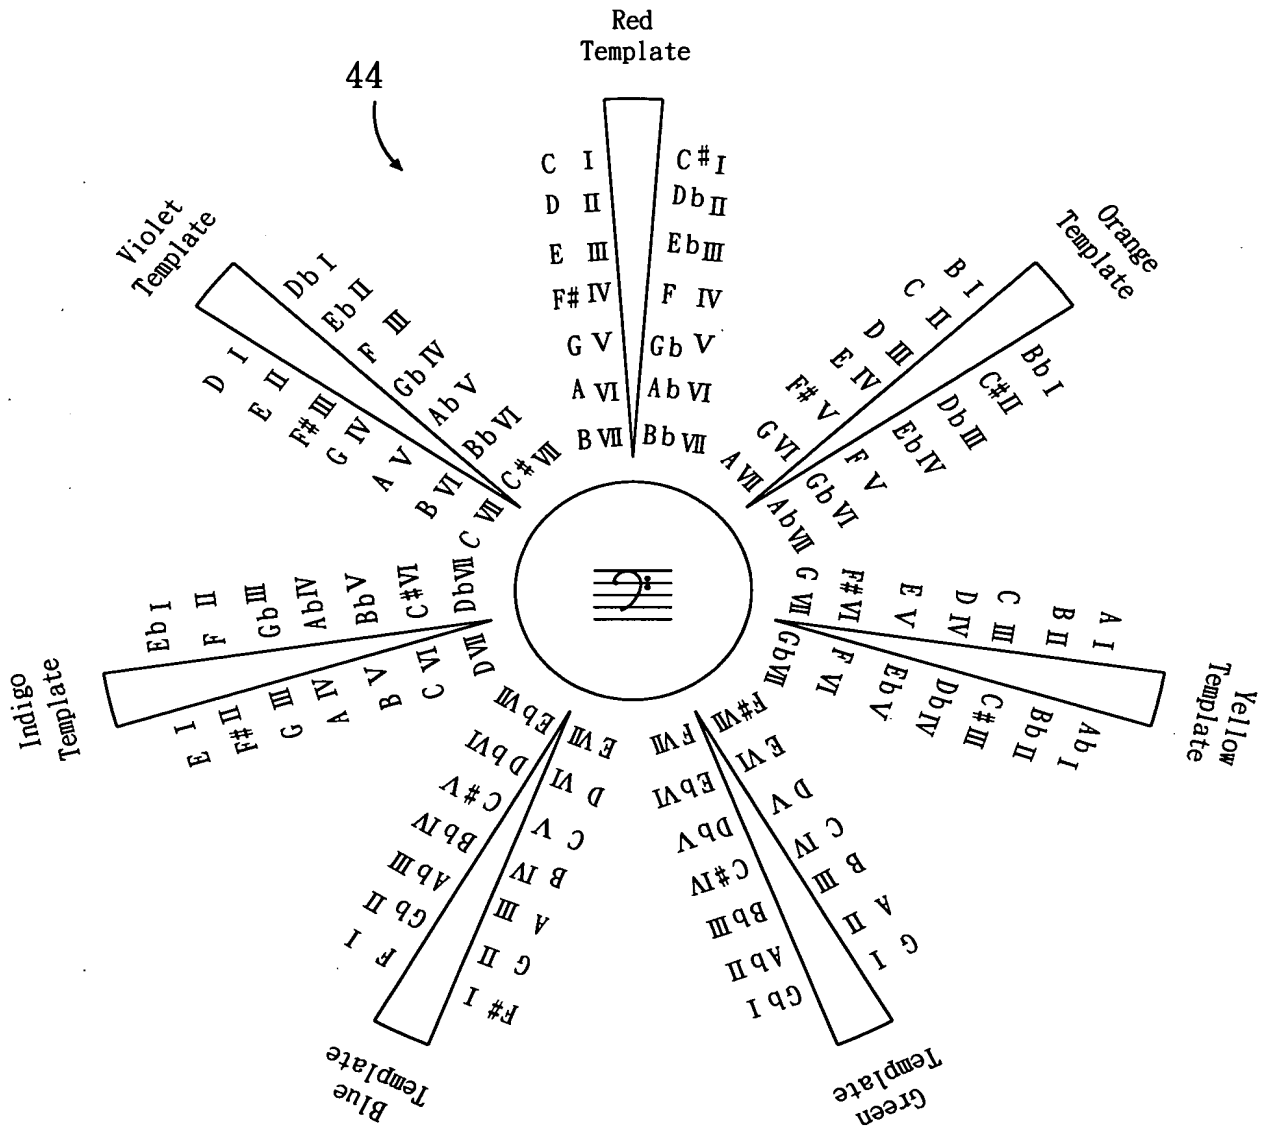 Red
Template
44
C I
D II
E III
F# IV
G V
A VI
B VII
C# I
Db II
Eb III
F IV
Gb V
Ab VI
Bb VII
Orange
Template
B I
C II
D III
E IV
F# V
G VI
A VII
Bb I
C# II
Db III
Eb IV
F V
Gb VI
Ab VII
Yellow
Template
A I
B II
C III
D IV
E V
F# VI
G VII
Ab I
Bb II
C# III
Db IV
Eb V
F VI
Gb VII
Green
Template
G I
A II
B III
C IV
D V
E VI
F# VII
Gb I
Ab II
Bb III
C# IV
Db V
Eb VI
F VII
Blue
Template
F# I
G II
A III
B IV
C V
D VI
E VII
F I
Gb II
Ab III
Bb IV
C# V
Db VI
Eb VII
Indigo
Template
E I
F# II
G III
A IV
B V
C VI
D VII
Eb I
F II
Gb III
Ab IV
Bb V
C# VI
Db VII
Violet
Template
D I
E II
F# III
G IV
A V
B VI
C VII
Db I
Eb II
F III
Gb IV
Ab V
Bb VI
C# VII